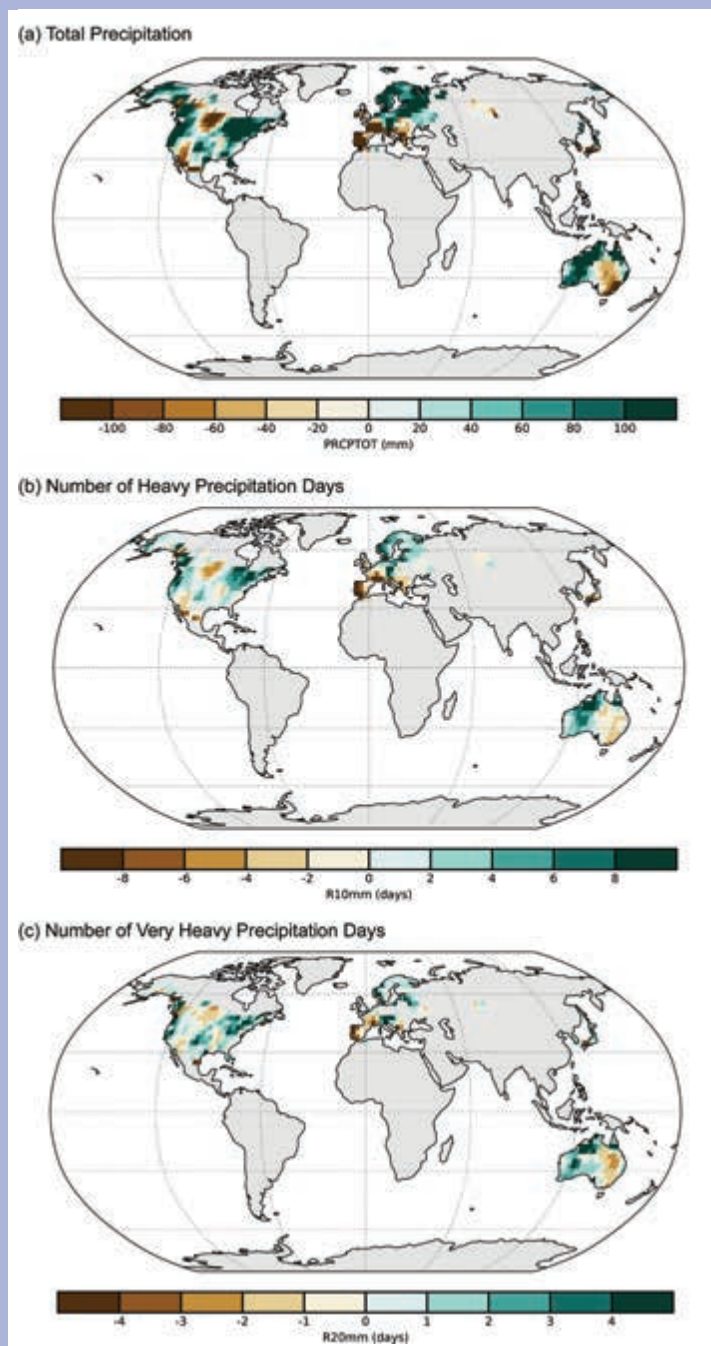 (a) Total Precipitation
-100 -80 -60 -40 -20 0 20 40 60 80 100
PRCPTOT (mm)
(b) Number of Heavy Precipitation Days
-8 -6 -4 -2 0 2 4 6 8
R10mm (days)
(c) Number of Very Heavy Precipitation Days
-4 -3 -2 -1 0 1 2 3 4
R20mm (days)